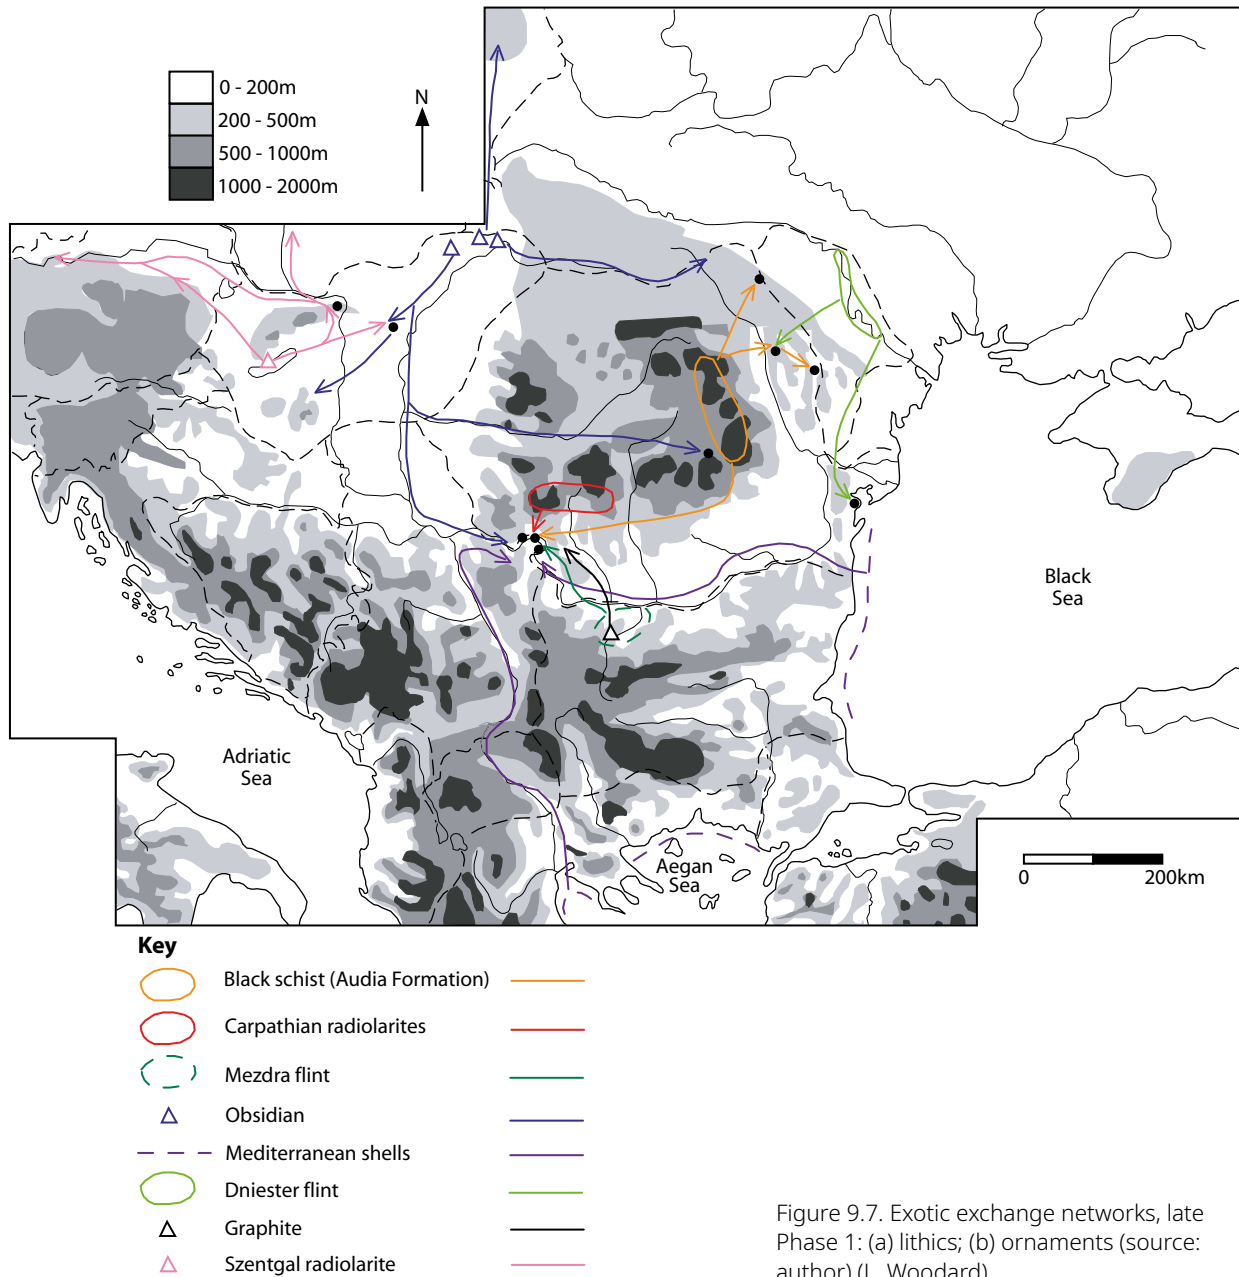 0 - 200m
200 - 500m
500 - 1000m
1000 - 2000m
N
Black
Sea
Adriatic
Sea
Aegan
Sea
0 200km
Key
Black schist (Audia Formation)
Carpathian radiolarites
Mezdra flint
Obsidian
Mediterranean shells
Dniester flint
Graphite
Szentgal radiolarite
Figure 9.7. Exotic exchange networks, late
Phase 1: (a) lithics; (b) ornaments (source:
author) (L. Woodard)